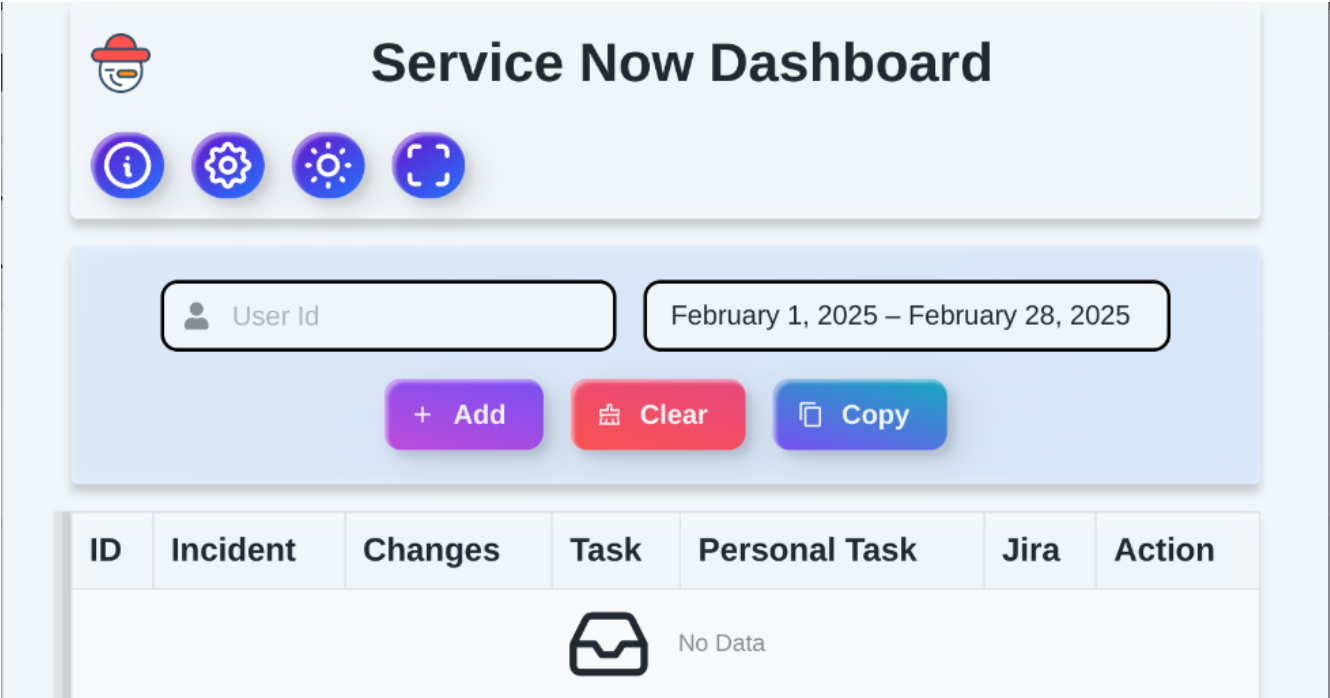 Service Now Dashboard
User Id
February 1, 2025 – February 28, 2025
+ Add
Clear
Copy
ID Incident Changes Task Personal Task Jira Action
No Data